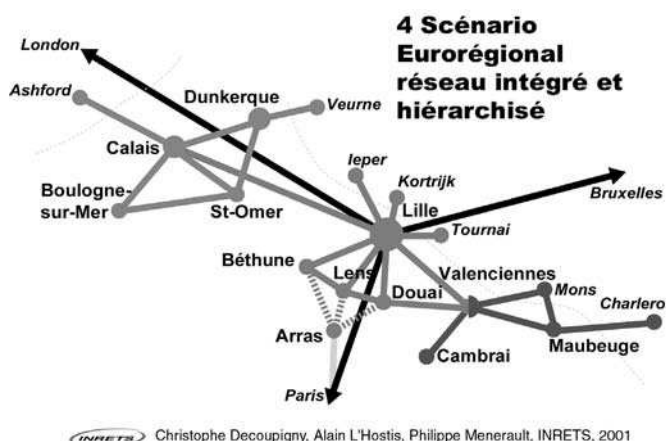 4 Scénario
Eurorégional
réseau intégré et
hiérarchisé
London
Ashford
Dunkerque
Veurne
Calais
Ieper
Kortrijk
Boulogne-
sur-Mer
St-Omer
Lille
Bruxelles
Tournai
Béthune
Lens
Valenciennes
Douai
Mons
Charlero
Arras
Cambrai
Maubeuge
Paris
INRETS Christophe Decoupigny, Alain L'Hostis, Philippe Menerault, INRETS, 2001